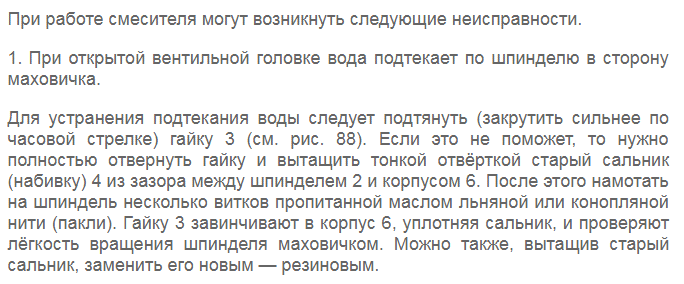 При работе смесителя могут возникнуть следующие неисправности.
1. При открытой вентильной головке вода подтекает по шпинделю в сторону
маховичка.
Для устранения подтекания воды следует подтянуть (закрутить сильнее по
часовой стрелке) гайку 3 (см. рис. 88). Если это не поможет, то нужно
полностью отвернуть гайку и вытащить тонкой отвёрткой старый сальник
(набивку) 4 из зазора между шпинделем 2 и корпусом 6. После этого намотать
на шпиндель несколько витков пропитанной маслом льняной или конопляной
нити (пакли). Гайку 3 завинчивают в корпус 6, уплотняя сальник, и проверяют
лёгкость вращения шпинделя маховичком. Можно также, вытащив старый
сальник, заменить его новым — резиновым.